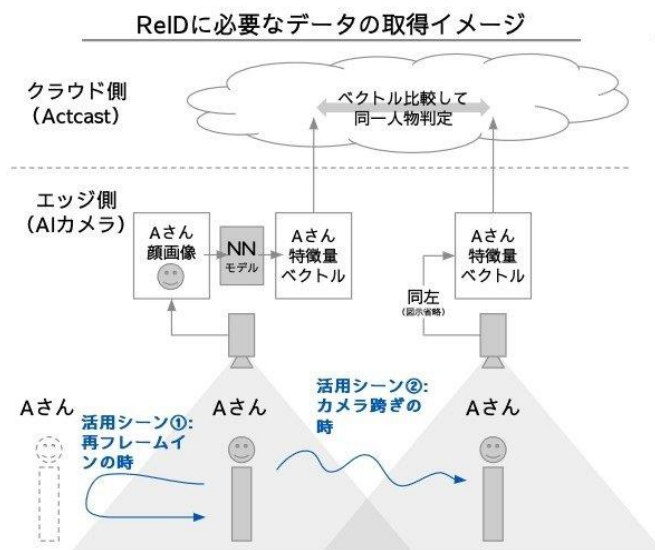 ReIDに必要なデータの取得イメージ
クラウド側
（Actcast）
ベクトル比較して
同一人物判定
エッジ側
（AIカメラ）
Aさん
顔画像
NN
モデル
Aさん
特徴量
ベクトル
同左
（図示省略）
Aさん
特徴量
ベクトル
Aさん
活用シーン①:
再フレームイ
ンの時
Aさん
活用シーン②:
カメラ跨ぎの
時
Aさん